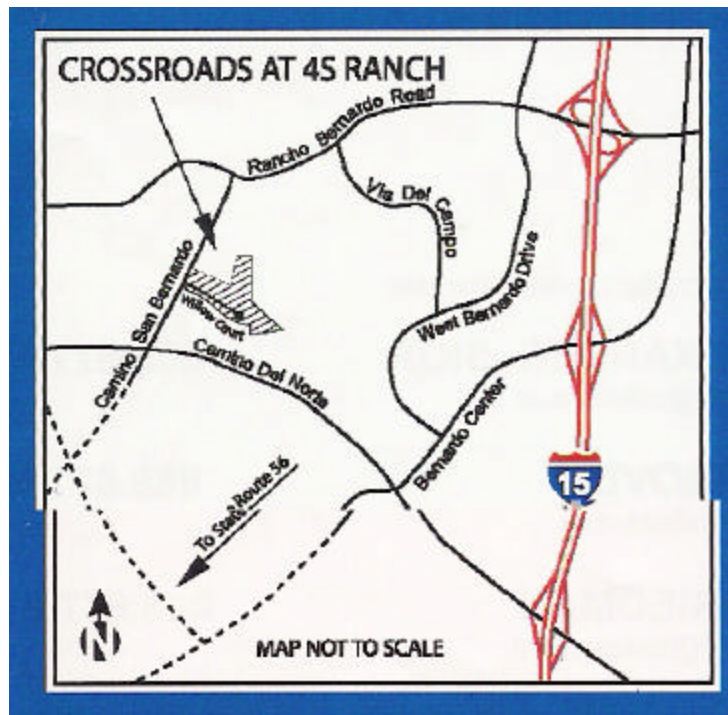 CROSSROADS AT 4S RANCH
Rancho Bernardo Road
Via Del Campo
West Bernardo Drive
Camino San Bernardo
Willow Court
Camino Del Norte
Bernardo Center
15
To State Route 56
N
MAP NOT TO SCALE